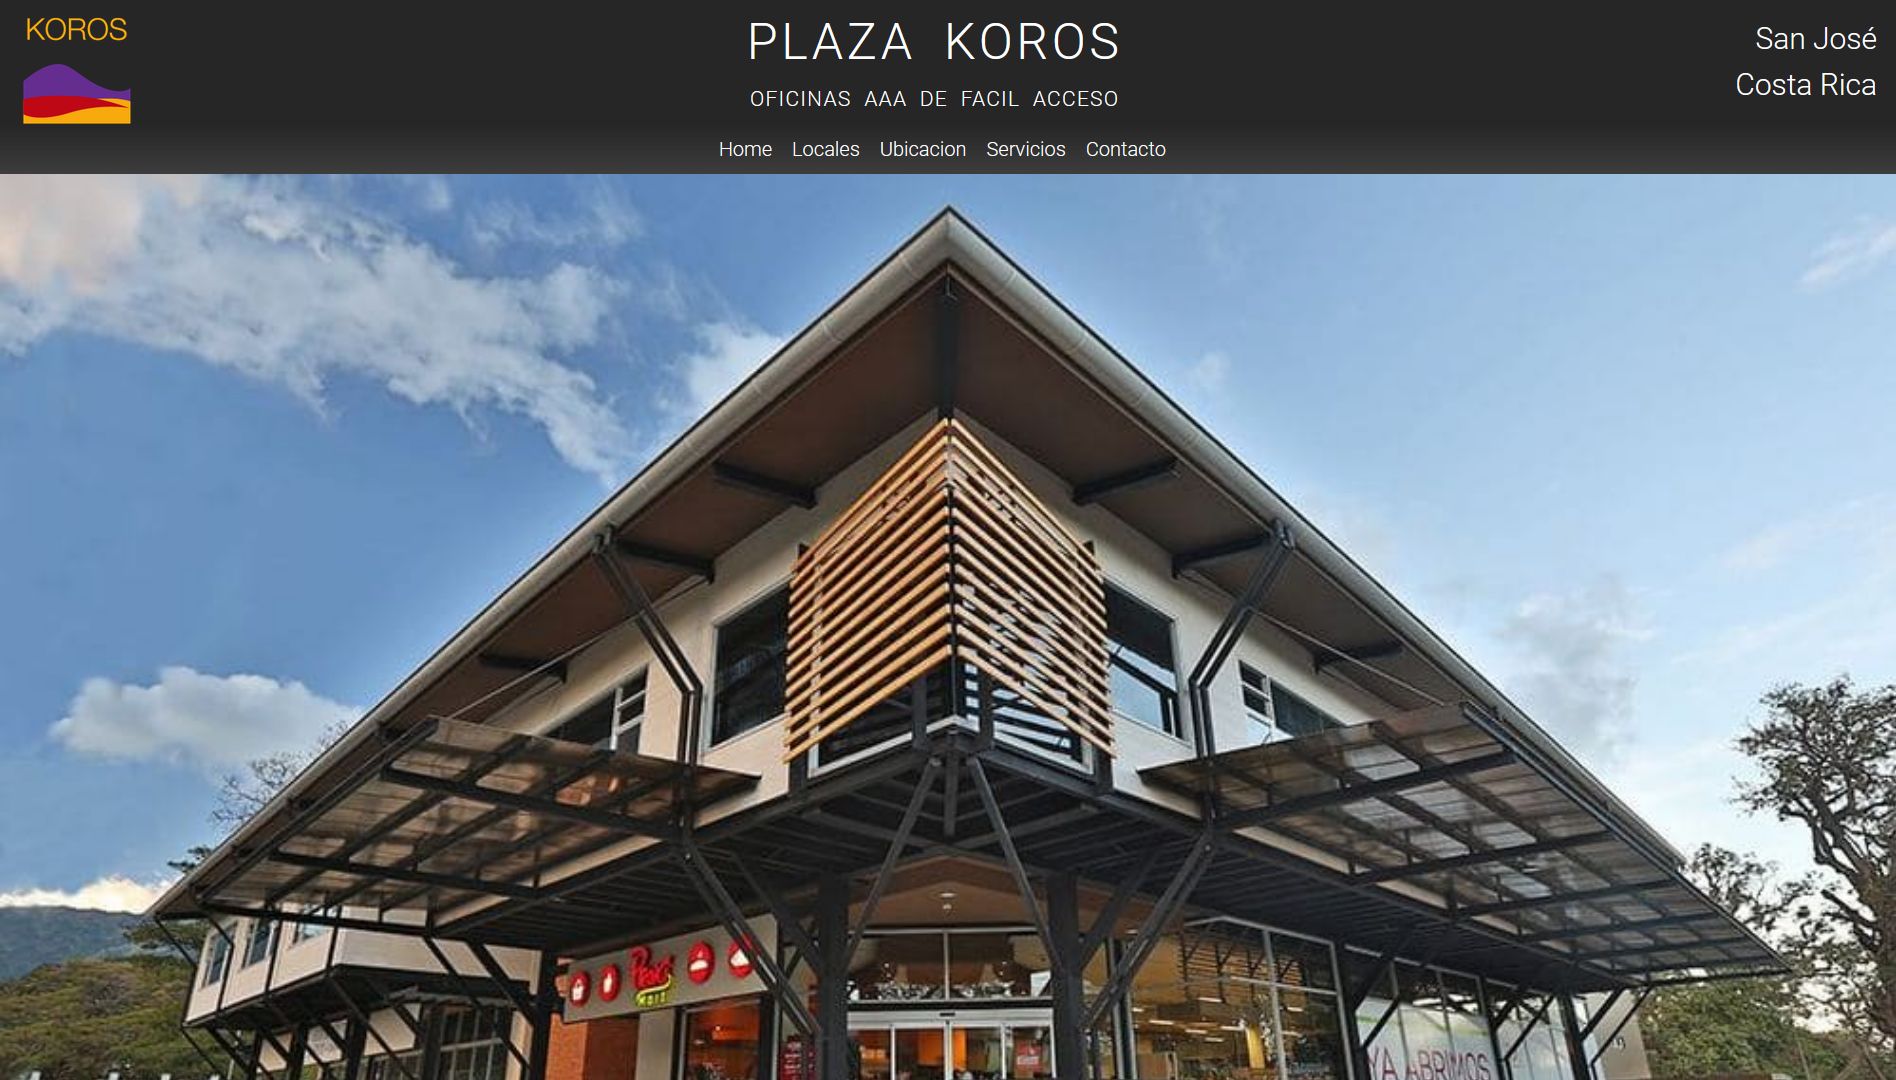 KOROS
PLAZA KOROS
OFICINAS AAA DE FACIL ACCESO
San José
Costa Rica
Home Locales Ubicacion Servicios Contacto
YA ABRIMOS